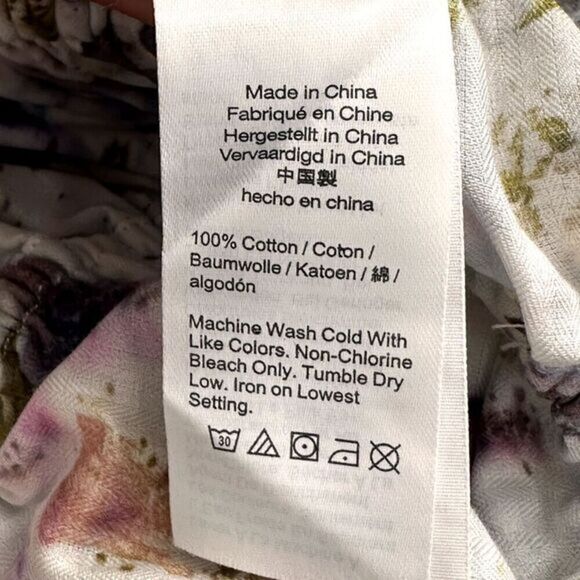 Made in China
Fabriqué en Chine
Hergestellt in China
Vervaardigd in China
中国製
hecho en china
100% Cotton / Coton /
Baumwolle / Katoen / 綿 /
algodón
Machine Wash Cold With
Like Colors. Non-Chlorine
Bleach Only. Tumble Dry
Low. Iron on Lowest
Setting.
30